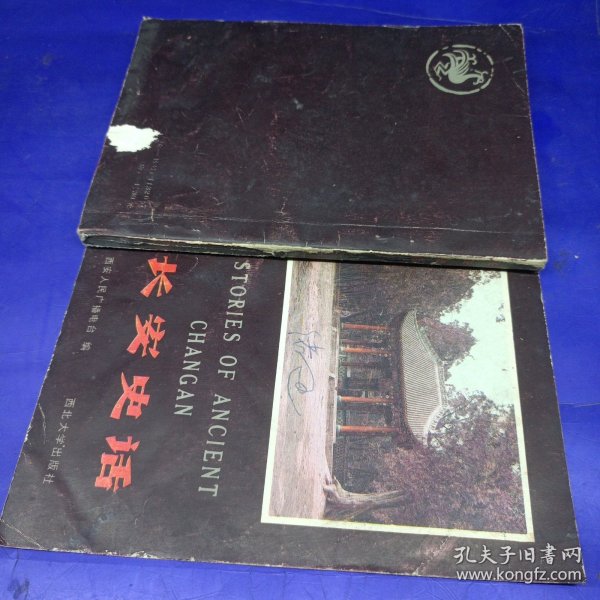 长安史话
STORIES OF ANCIENT
CHANGAN
西安人民广播电台 编
西北大学出版社
孔夫子旧书网
www.kongfz.com